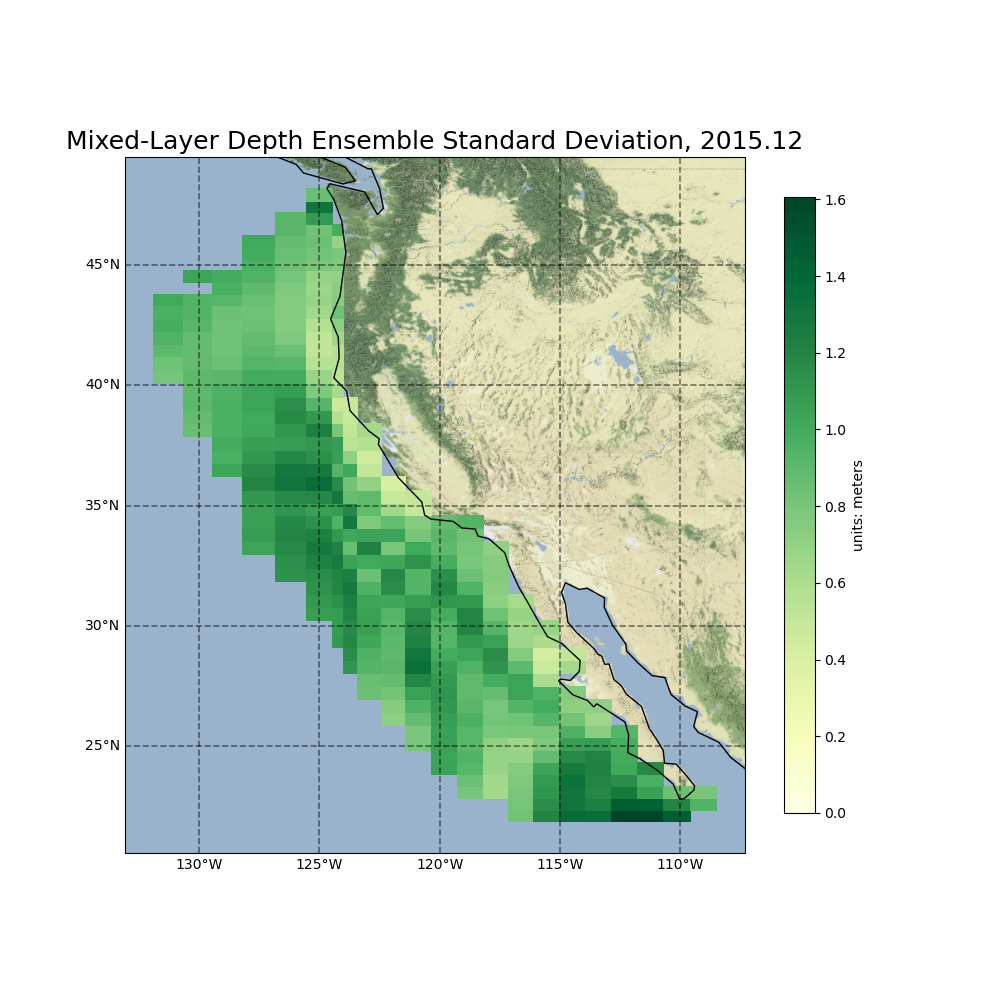 Mixed-Layer Depth Ensemble Standard Deviation, 2015.12
45°N
40°N
35°N
30°N
25°N
130°W
125°W
120°W
115°W
110°W
1.6
1.4
1.2
1.0
0.8
0.6
0.4
0.2
0.0
units: meters